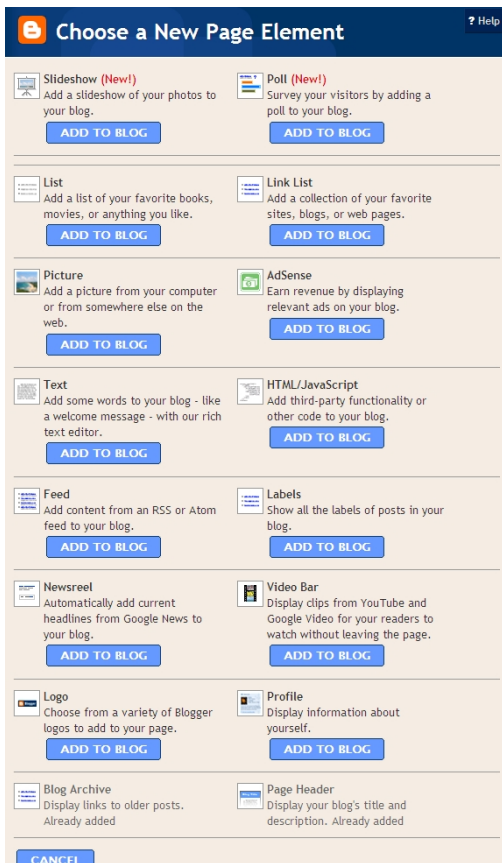 Choose a New Page Element
? Help
Slideshow (New!)
Add a slideshow of your photos to
your blog.
ADD TO BLOG
Poll (New!)
Survey your visitors by adding a
poll to your blog.
ADD TO BLOG
List
Add a list of your favorite books,
movies, or anything you like.
ADD TO BLOG
Link List
Add a collection of your favorite
sites, blogs, or web pages.
ADD TO BLOG
Picture
Add a picture from your computer
or from somewhere else on the
web.
ADD TO BLOG
AdSense
Earn revenue by displaying
relevant ads on your blog.
ADD TO BLOG
Text
Add some words to your blog - like
a welcome message - with our rich
text editor.
ADD TO BLOG
HTML/JavaScript
Add third-party functionality or
other code to your blog.
ADD TO BLOG
Feed
Add content from an RSS or Atom
feed to your blog.
ADD TO BLOG
Labels
Show all the labels of posts in your
blog.
ADD TO BLOG
Newsreel
Automatically add current
headlines from Google News to
your blog.
ADD TO BLOG
Video Bar
Display clips from YouTube and
Google Video for your readers to
watch without leaving the page.
ADD TO BLOG
Logo
Choose from a variety of Blogger
logos to add to your page.
ADD TO BLOG
Profile
Display information about
yourself.
ADD TO BLOG
Blog Archive
Display links to older posts.
Already added
Page Header
Display your blog's title and
description. Already added
CANCEL